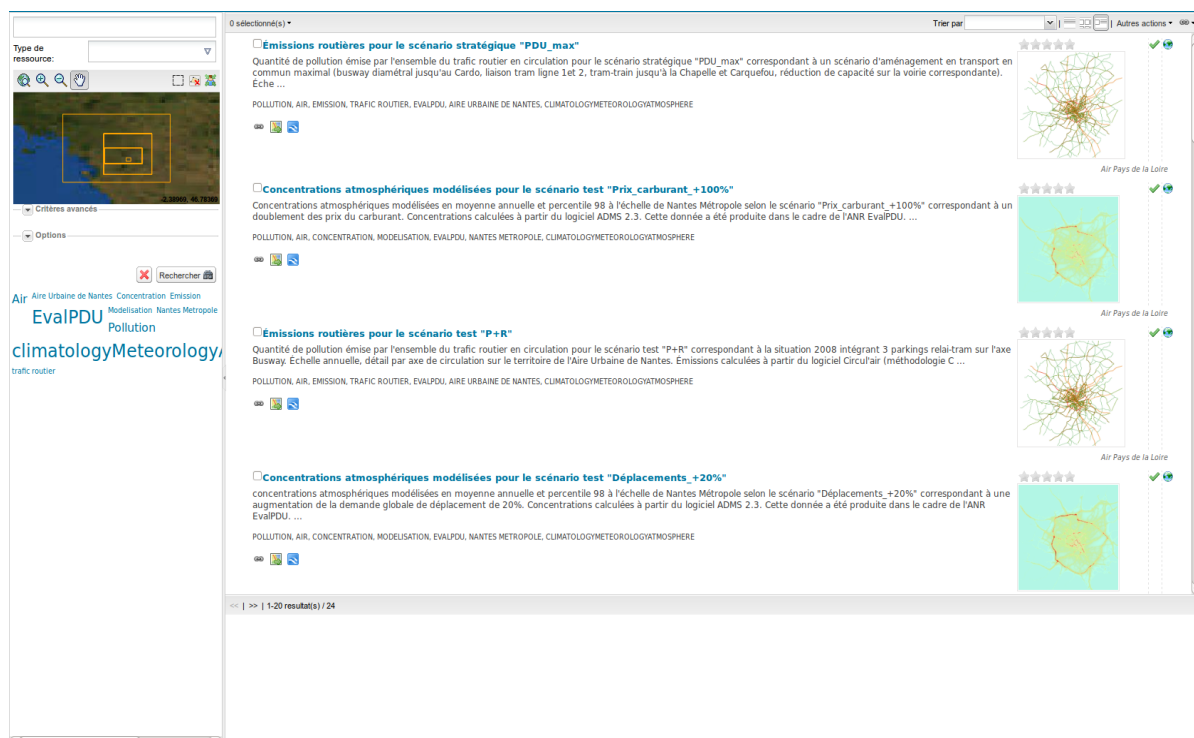 0 sélectionné(s)
Trier par
Autres actions
Type de
ressource:
Critères avancés
Options
Rechercher
Air Aire Urbaine de Nantes Concentration Emission
EvalPDU Modelisation Nantes Metropole
Pollution
climatologyMeteorologyA
trafic routier
Émissions routières pour le scénario stratégique "PDU_max"
Quantité de pollution émise par l'ensemble du trafic routier en circulation pour le scénario stratégique "PDU_max" correspondant à un scénario d'aménagement en transport en
commun maximal (busway diamétral jusqu'au Cardo, liaison tram ligne 1et 2, tram-train jusqu'à la Chapelle et Carquefou, réduction de capacité sur la voirie correspondante).
Éche ...
POLLUTION, AIR, EMISSION, TRAFIC ROUTIER, EVALPDU, AIRE URBAINE DE NANTES, CLIMATOLOGYMETEOROLOGYATMOSPHERE
Air Pays de la Loire
Concentrations atmosphériques modélisées pour le scénario test "Prix_carburant_+100%"
Concentrations atmosphériques modélisées en moyenne annuelle et percentile 98 à l'échelle de Nantes Métropole selon le scénario "Prix_carburant_+100%" correspondant à un
doublement des prix du carburant. Concentrations calculées à partir du logiciel ADMS 2.3. Cette donnée a été produite dans le cadre de l'ANR EvalPDU. ...
POLLUTION, AIR, CONCENTRATION, MODELISATION, EVALPDU, NANTES METROPOLE, CLIMATOLOGYMETEOROLOGYATMOSPHERE
Air Pays de la Loire
Émissions routières pour le scénario test "P+R"
Quantité de pollution émise par l'ensemble du trafic routier en circulation pour le scénario test "P+R" correspondant à la situation 2008 intégrant 3 parkings relai-tram sur l'axe
Busway. Échelle annuelle, détail par axe de circulation sur le territoire de l'Aire Urbaine de Nantes. Émissions calculées à partir du logiciel Circul'air (méthodologie C ...
POLLUTION, AIR, EMISSION, TRAFIC ROUTIER, EVALPDU, AIRE URBAINE DE NANTES, CLIMATOLOGYMETEOROLOGYATMOSPHERE
Air Pays de la Loire
Concentrations atmosphériques modélisées pour le scénario test "Déplacements_+20%"
concentrations atmosphériques modélisées en moyenne annuelle et percentile 98 à l'échelle de Nantes Métropole selon le scénario "Déplacements_+20%" correspondant à une
augmentation de la demande globale de déplacement de 20%. Concentrations calculées à partir du logiciel ADMS 2.3. Cette donnée a été produite dans le cadre de l'ANR
EvalPDU. ...
POLLUTION, AIR, CONCENTRATION, MODELISATION, EVALPDU, NANTES METROPOLE, CLIMATOLOGYMETEOROLOGYATMOSPHERE
<< | >> | 1-20 resultat(s) / 24